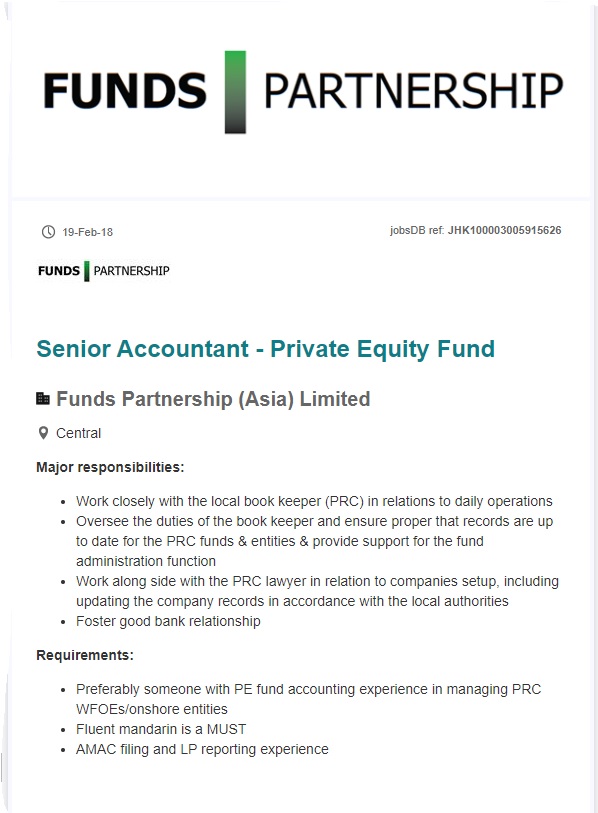 FUNDS PARTNERSHIP
19-Feb-18 jobsDB ref: JHK100003005915626
FUNDS PARTNERSHIP
Senior Accountant - Private Equity Fund
Funds Partnership (Asia) Limited
Central
Major responsibilities:
• Work closely with the local book keeper (PRC) in relations to daily operations
• Oversee the duties of the book keeper and ensure proper that records are up
to date for the PRC funds & entities & provide support for the fund
administration function
• Work along side with the PRC lawyer in relation to companies setup, including
updating the company records in accordance with the local authorities
• Foster good bank relationship
Requirements:
• Preferably someone with PE fund accounting experience in managing PRC
WFOEs/onshore entities
• Fluent mandarin is a MUST
• AMAC filing and LP reporting experience